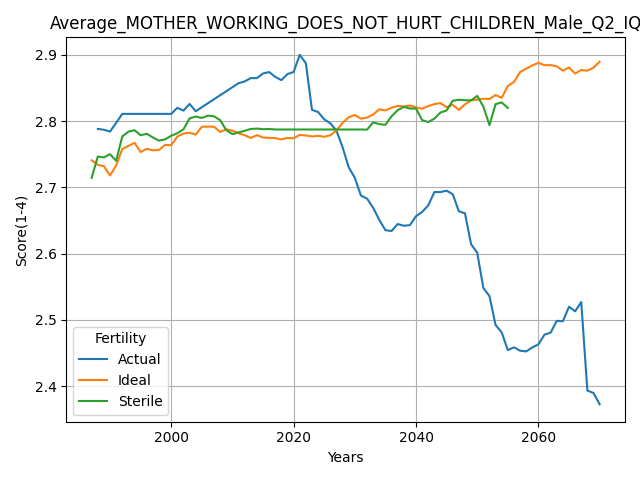 Average_MOTHER_WORKING_DOES_NOT_HURT_CHILDREN_Male_Q2_IQ
Score(1-4)
2.9
2.8
2.7
2.6
2.5
2.4
Fertility
Actual
Ideal
Sterile
2000 2020 2040 2060
Years